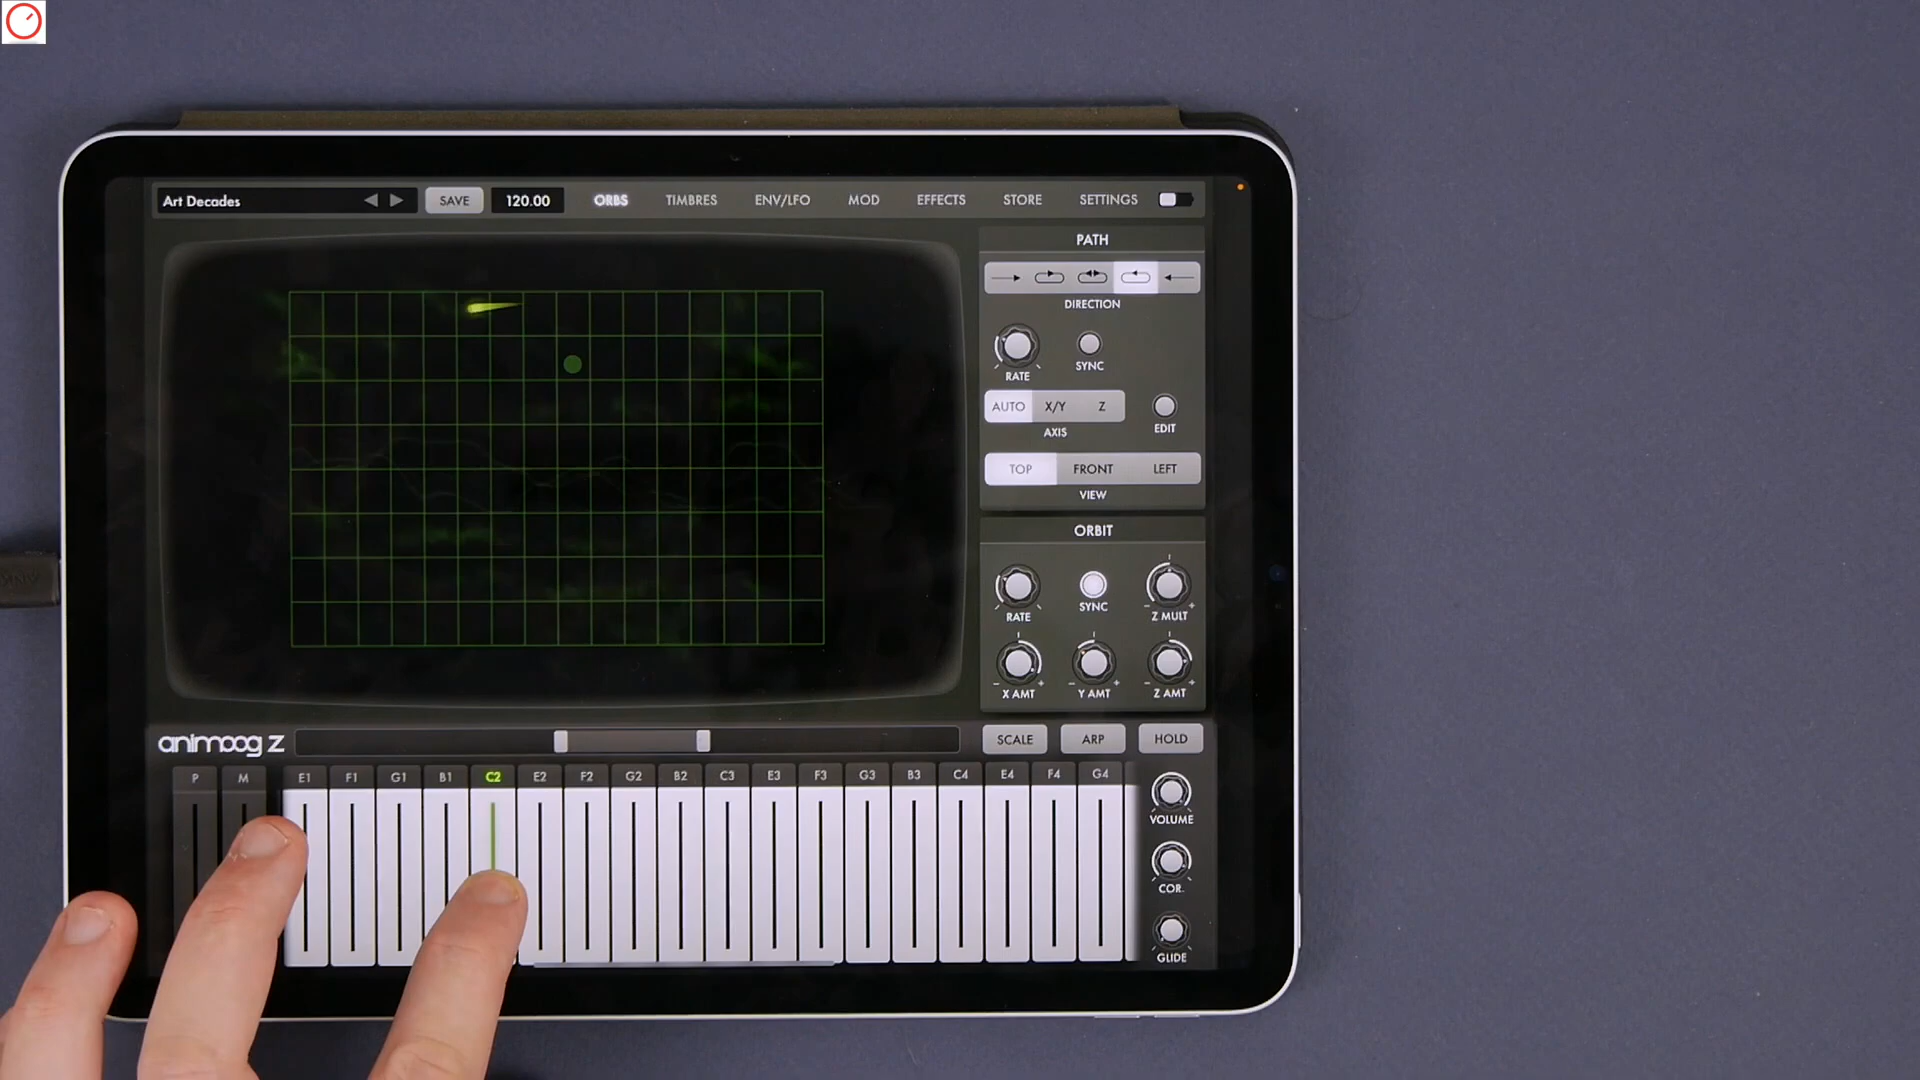 Art Decades SAVE 120.00 ORBS TIMBRES ENV/LFO MOD EFFECTS STORE SETTINGS
PATH
DIRECTION
RATE SYNC
AUTO X/Y Z
AXIS EDIT
TOP FRONT LEFT
VIEW
ORBIT
RATE SYNC Z MULT
X AMT Y AMT Z AMT
animoog Z SCALE ARP HOLD
P M E1 F1 G1 B1 C2 E2 F2 G2 B2 C3 E3 F3 G3 B3 C4 E4 F4 G4
VOLUME
COR.
GLIDE